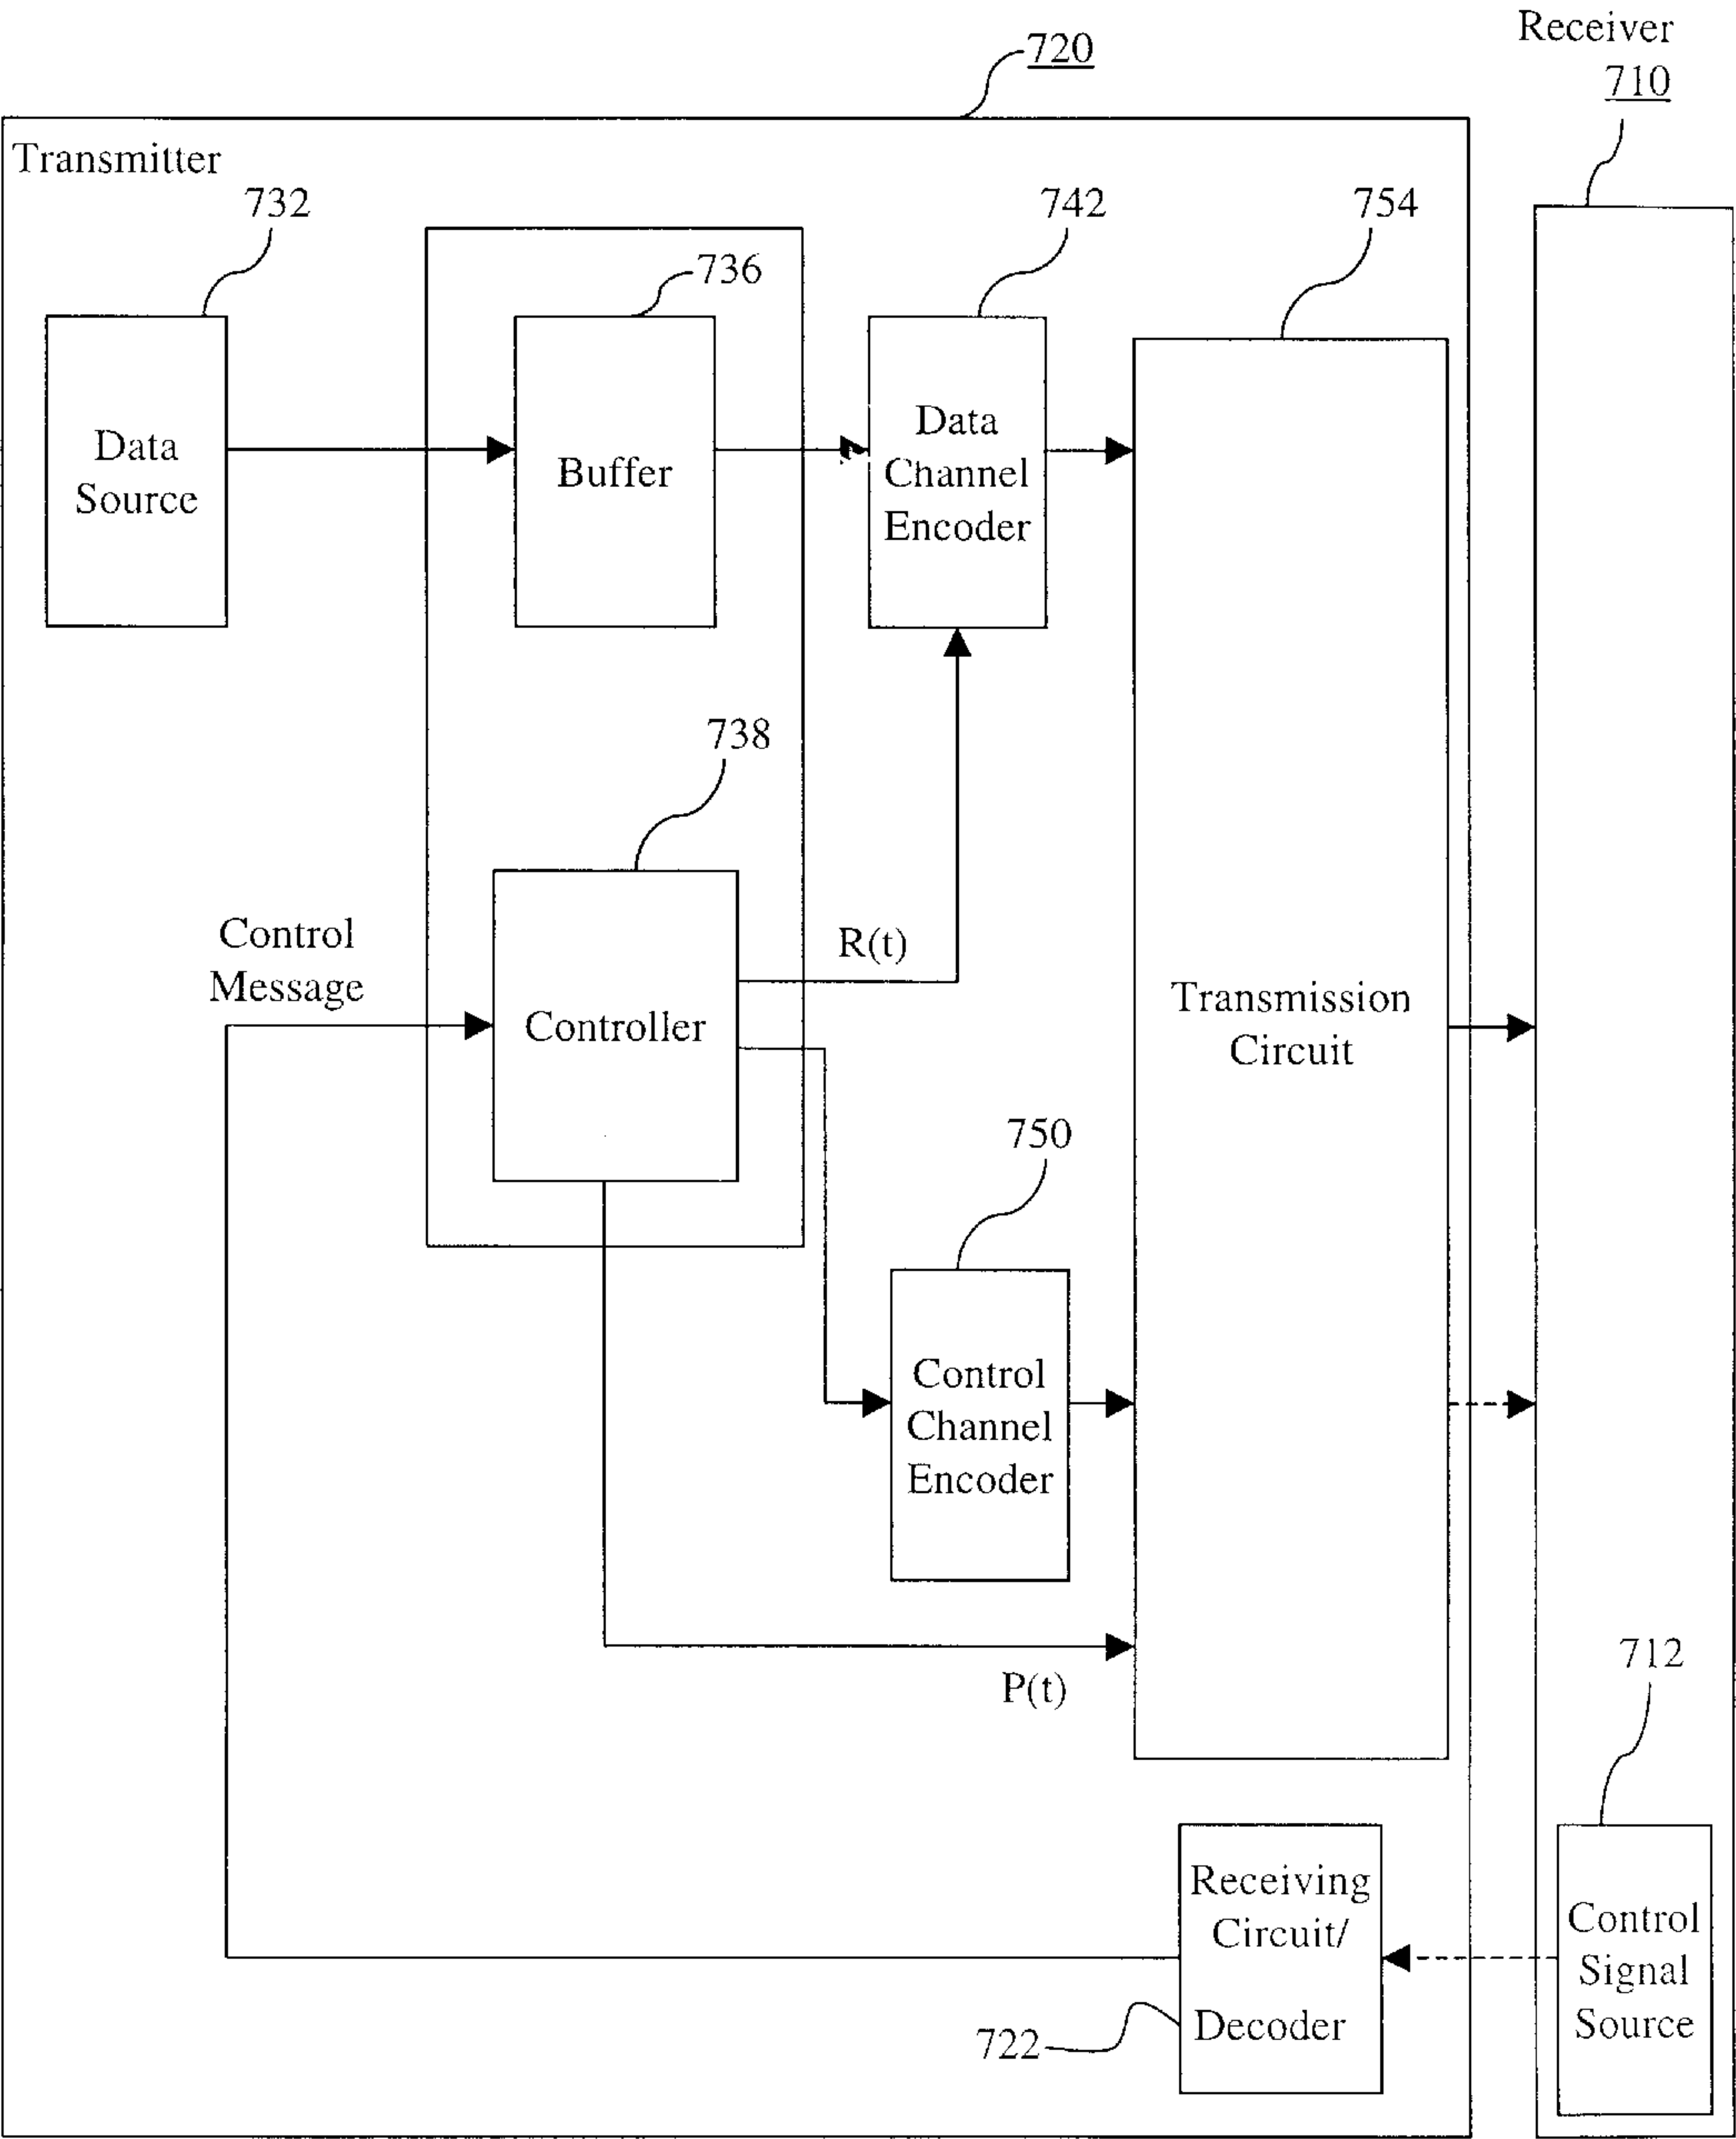 Receiver
710
720
Transmitter
732
742
754
736
Data
Source
Buffer
Data
Channel
Encoder
738
Control
Message
R(t)
Controller
Transmission
Circuit
750
Control
Channel
Encoder
P(t)
712
Receiving
Circuit/
Decoder
722
Control
Signal
Source